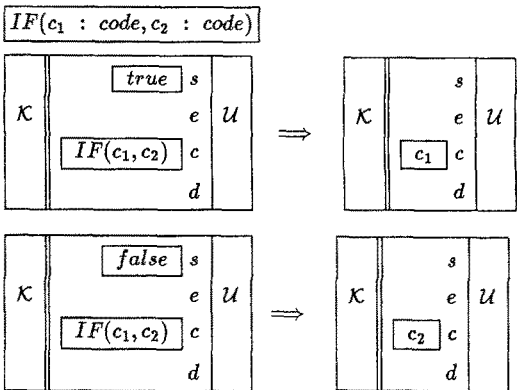 IF(c₁ : code, c₂ : code)
true s s
K e U ⟹ K e U
IF(c₁, c₂) c c₁ c
d d
false s s
K e U ⟹ K e U
IF(c₁, c₂) c c₂ c
d d